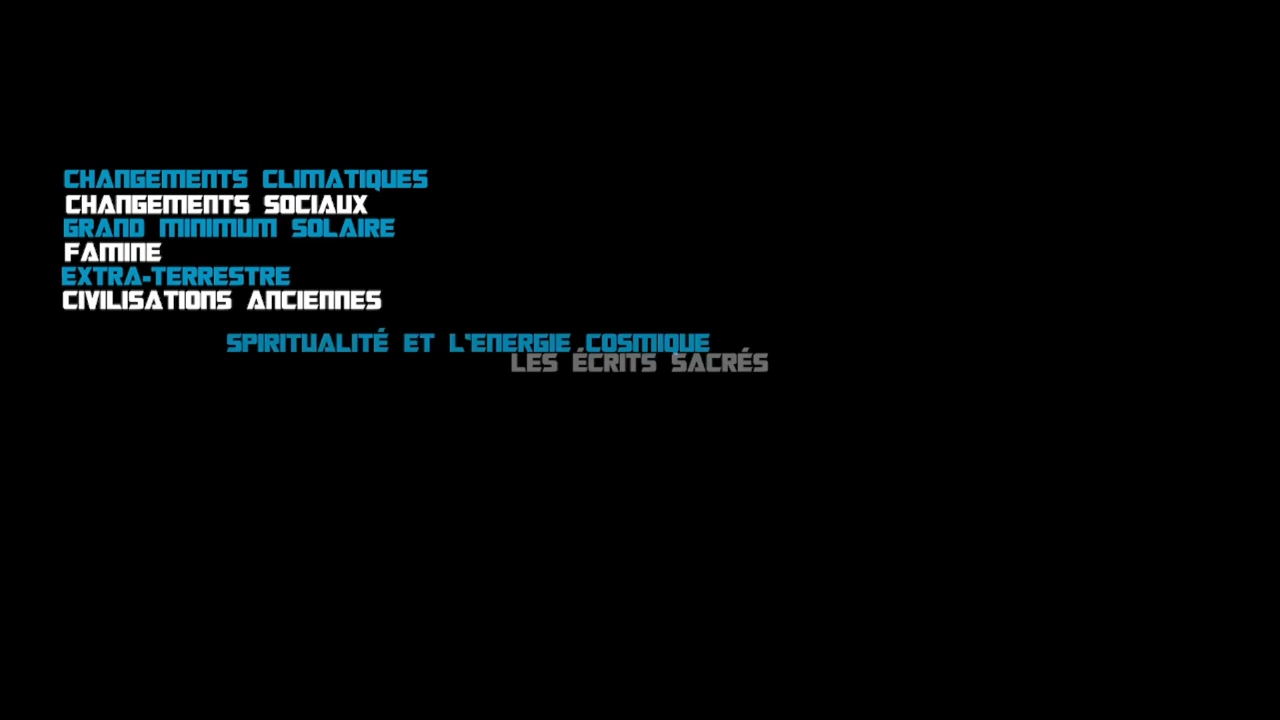 CHANGEMENTS CLIMATIQUES
CHANGEMENTS SOCIAUX
GRAND MINIMUM SOLAIRE
FAMINE
EXTRA-TERRESTRE
CIVILISATIONS ANCIENNES
SPIRITUALITÉ ET L'ENERGIE COSMIQUE
LES ÉCRITS SACRÉS